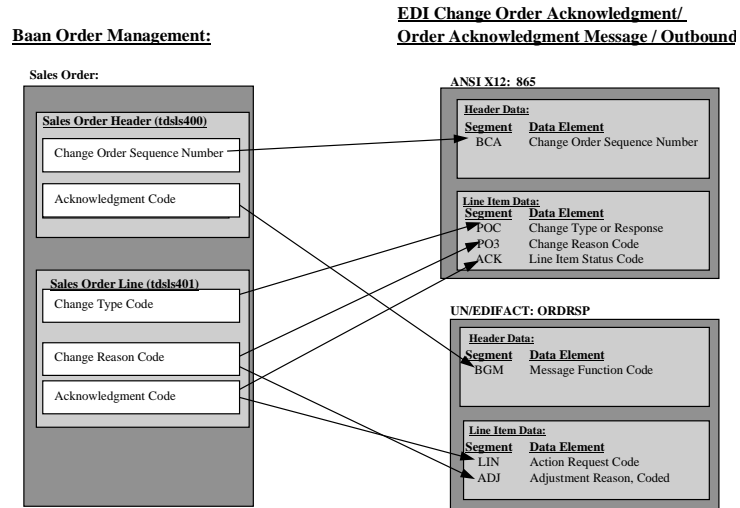 EDI Change Order Acknowledgment/
Baan Order Management:
Order Acknowledgment Message / Outbound
Sales Order:
Sales Order Header (tdsls400)
Change Order Sequence Number
Acknowledgment Code
Sales Order Line (tdsls401)
Change Type Code
Change Reason Code
Acknowledgment Code
ANSI X12: 865
Header Data:
Segment Data Element
BCA Change Order Sequence Number
Line Item Data:
Segment Data Element
POC Change Type or Response
PO3 Change Reason Code
ACK Line Item Status Code
UN/EDIFACT: ORDRSP
Header Data:
Segment Data Element
BGM Message Function Code
Line Item Data:
Segment Data Element
LIN Action Request Code
ADJ Adjustment Reason, Coded